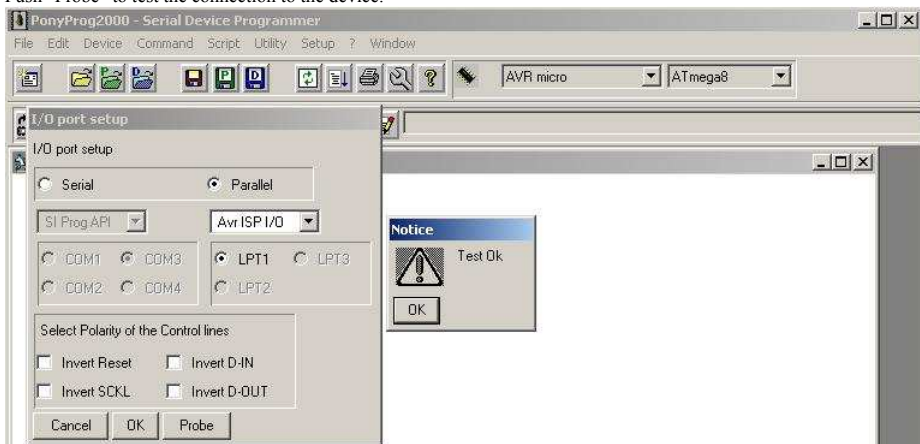 Push "Probe" to test the connection to the device.
PonyProg2000 - Serial Device Programmer
File Edit Device Command Script Utility Setup ? Window
AVR micro ATmega8
I/O port setup
I/O port setup
Serial Parallel
SI Prog API Avr ISP I/O
COM1 COM3 LPT1 LPT3
COM2 COM4 LPT2
Select Polarity of the Control lines
Invert Reset Invert D-IN
Invert SCKL Invert D-OUT
Cancel OK Probe
Notice
Test Ok
OK